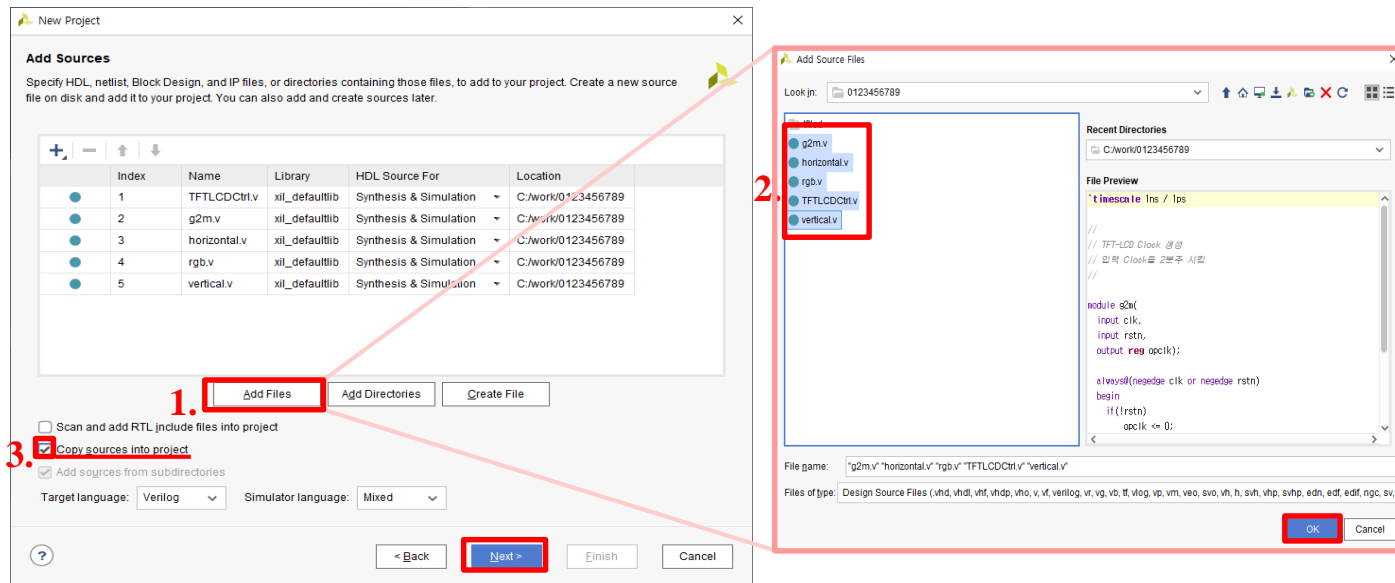 New Project
Add Sources
Specify HDL, netlist, Block Design, and IP files, or directories containing those files, to add to your project. Create a new source
file on disk and add it to your project. You can also add and create sources later.
Index Name Library HDL Source For Location
1 TFTLCDCtrl.v xil_defaultlib Synthesis & Simulation C:/work/0123456789
2 g2m.v xil_defaultlib Synthesis & Simulation C:/work/0123456789
3 horizontal.v xil_defaultlib Synthesis & Simulation C:/work/0123456789
4 rgb.v xil_defaultlib Synthesis & Simulation C:/work/0123456789
5 vertical.v xil_defaultlib Synthesis & Simulation C:/work/0123456789
1.
Add Files Add Directories Create File
Scan and add RTL include files into project
3.
Copy sources into project
Add sources from subdirectories
Target language: Verilog Simulator language: Mixed
? < Back Next > Finish Cancel
Add Source Files
Look in: 0123456789
2.
g2m.v
horizontal.v
rgb.v
TFTLCDCtrl.v
vertical.v
Recent Directories
C:/work/0123456789
File Preview
`timescale 1ns / 1ps
//
// TFT-LCD Clock 생성
// 입력 Clock를 2분주 시킴
//
module g2m(
input clk,
input rstn,
output reg opclk);
always@(negedge clk or negedge rstn)
begin
if(!rstn)
opclk <= 0;
File name: "g2m.v" "horizontal.v" "rgb.v" "TFTLCDCtrl.v" "vertical.v"
Files of type: Design Source Files (.vhd, vhdl, vhf, vhdp, vho, v, vf, verilog, vr, vg, vb, tf, vlog, vp, vm, veo, svo, vh, h, svh, vhp, svhp, edn, edf, edif, ngc, sv,
OK Cancel